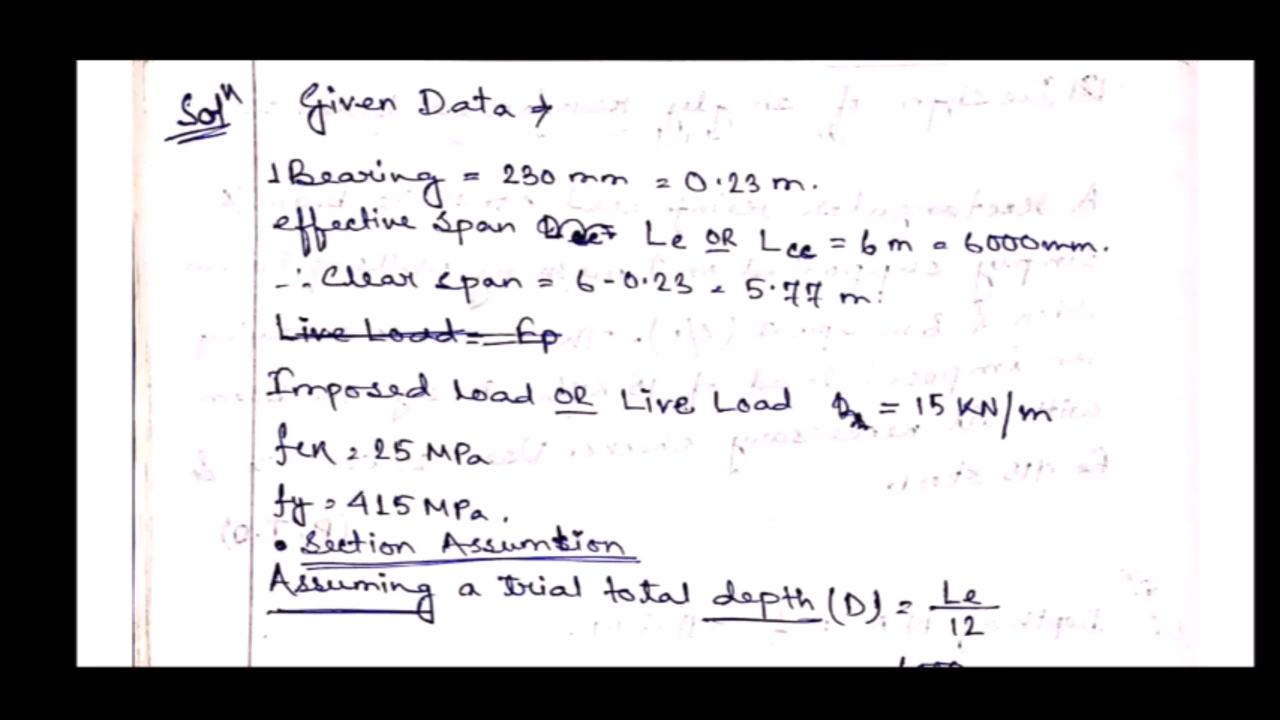 Solⁿ Given Data →
1 Bearing = 230 mm = 0.23 m.
effective span Le OR Lcc = 6 m = 6000mm.
∴ Clear span = 6-0.23 = 5.77 m.
Live Load = Ep
Imposed load OR Live Load = 15 KN/m
fck = 25 MPa
fy = 415 MPa.
• Section Assumtion
Assuming a trial total depth (D) = Le/12